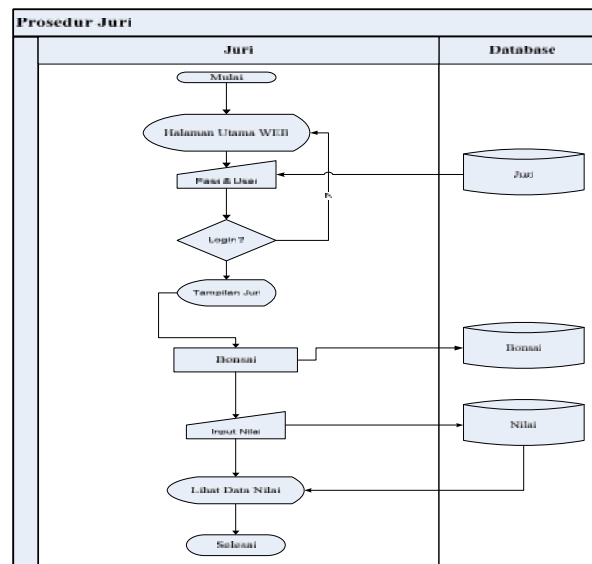 Prosedur Juri
Juri
Database
Mulai
Halaman Utama WEB
Pass & User
Juri
Login ?
Tampilan Juri
Bonsai
Bonsai
Input Nilai
Nilai
Lihat Data Nilai
Selesai